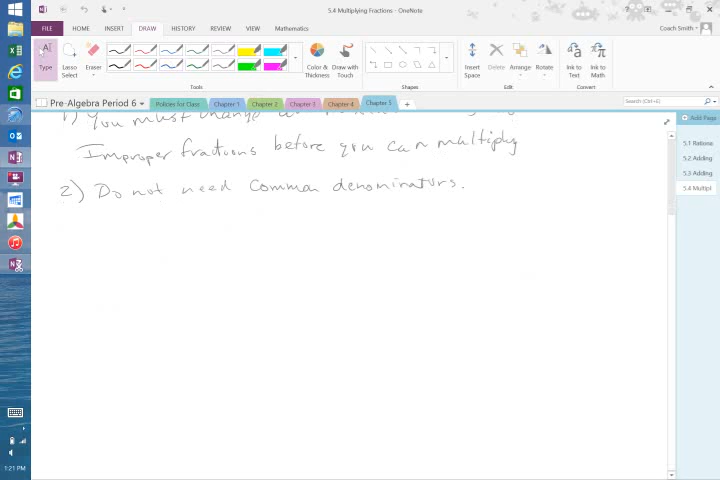 5.4 Multiplying Fractions - OneNote
Coach Smith
FILE HOME INSERT DRAW HISTORY REVIEW VIEW Mathematics
Type
Lasso Select
Eraser
Color & Thickness
Draw with Touch
Insert Space
Delete
Arrange
Rotate
Ink to Text
Ink to Math
Tools Shapes Edit Convert
Pre-Algebra Period 6 Policies for Class Chapter 1 Chapter 2 Chapter 3 Chapter 4 Chapter 5
Search (Ctrl+E)
Add Page
5.1 Rationa
5.2 Adding
5.3 Adding
5.4 Multipl
1) You must change
Improper fractions before you can multiply
2) Do not need common denominators.
1:21 PM